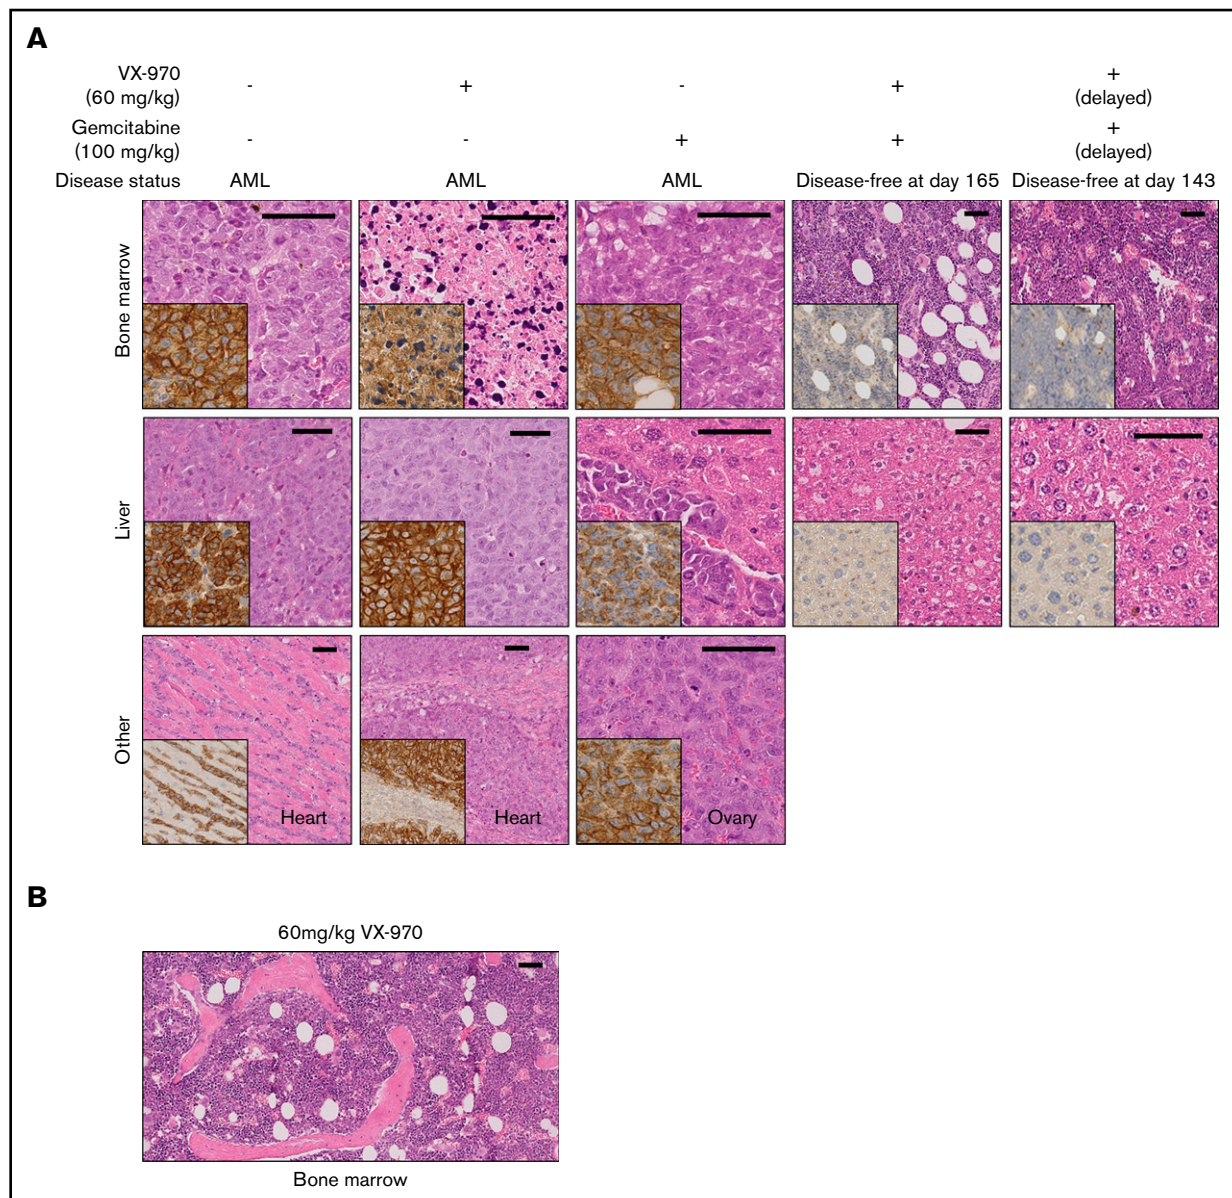 A
VX-970
(60 mg/kg)
- + - + +
(delayed)
Gemcitabine
(100 mg/kg)
- - + + +
(delayed)
Disease status AML AML AML Disease-free at day 165 Disease-free at day 143
Bone marrow
Liver
Other
Heart Heart Ovary
B
60mg/kg VX-970
Bone marrow